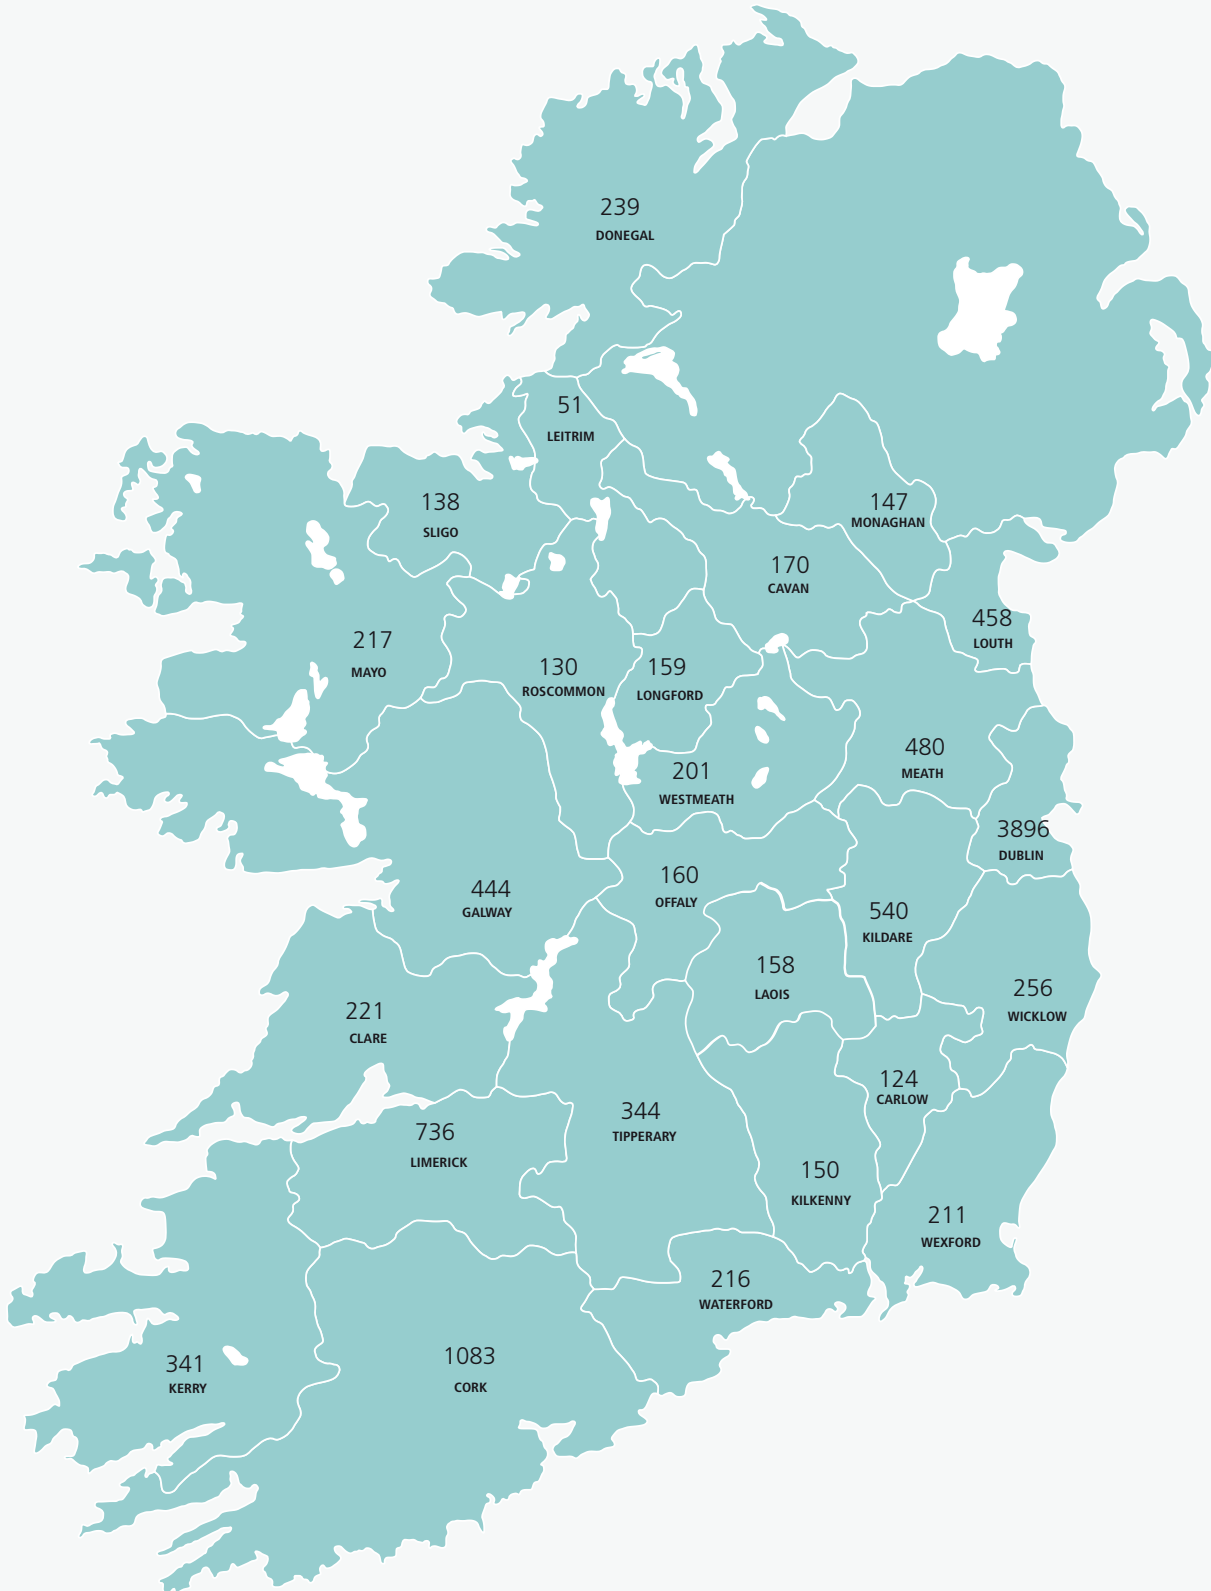 239
DONEGAL
51
LEITRIM
138
SLIGO
147
MONAGHAN
170
CAVAN
458
LOUTH
217
MAYO
130
ROSCOMMON
159
LONGFORD
480
MEATH
201
WESTMEATH
3896
DUBLIN
444
GALWAY
160
OFFALY
540
KILDARE
158
LAOIS
256
WICKLOW
221
CLARE
124
CARLOW
344
TIPPERARY
736
LIMERICK
150
KILKENNY
211
WEXFORD
216
WATERFORD
341
KERRY
1083
CORK